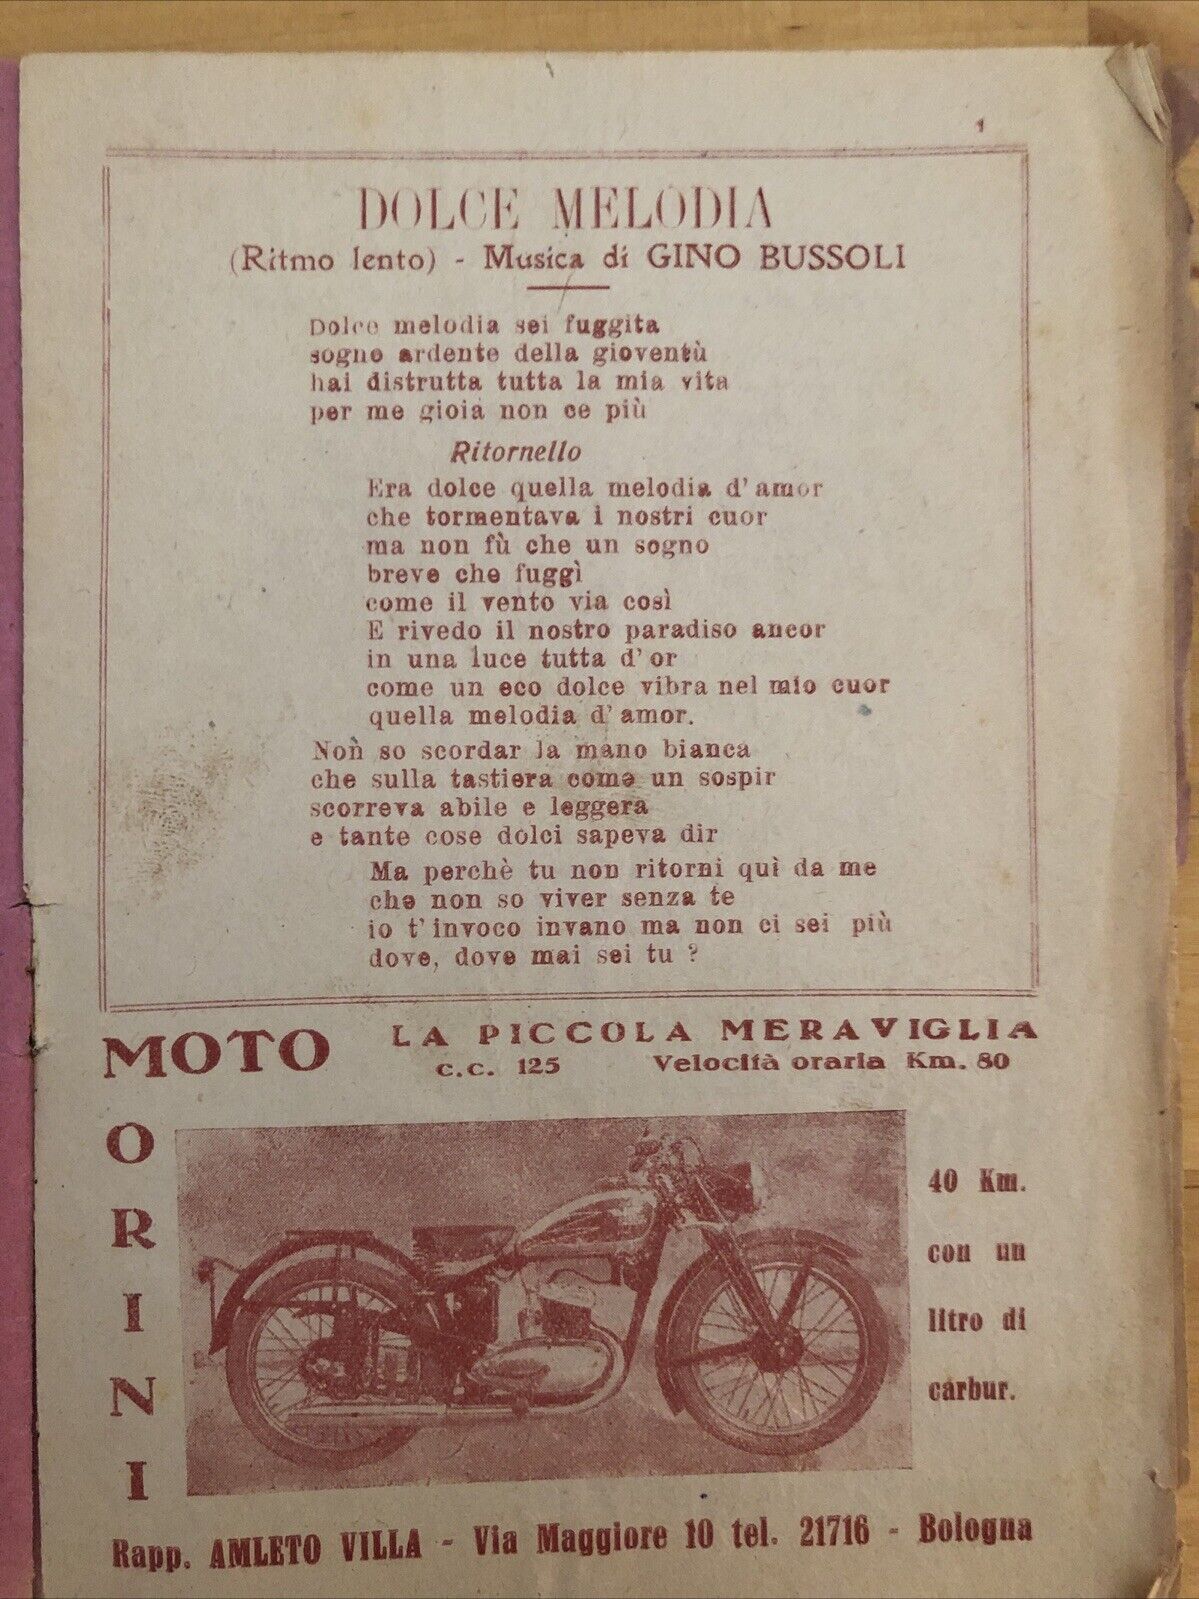 1
DOLCE MELODIA
(Ritmo lento) - Musica di GINO BUSSOLI
Dolce melodia sei fuggita
sogno ardente della gioventù
hai distrutta tutta la mia vita
per me gioia non ce più
Ritornello
Era dolce quella melodia d'amor
che tormentava i nostri cuor
ma non fù che un sogno
breve che fuggì
come il vento via così
E rivedo il nostro paradiso ancor
in una luce tutta d'or
come un eco dolce vibra nel mio cuor
quella melodia d'amor.
Non so scordar la mano bianca
che sulla tastiera come un sospir
scorreva abile e leggera
e tante cose dolci sapeva dir
Ma perchè tu non ritorni quì da me
che non so viver senza te
io t'invoco invano ma non ci sei più
dove, dove mai sei tu ?
MOTO LA PICCOLA MERAVIGLIA
c.c. 125 Velocità oraria Km. 80
O
R
I
N
I
40 Km.
con un
litro di
carbur.
Rapp. AMLETO VILLA - Via Maggiore 10 tel. 21716 - Bologna